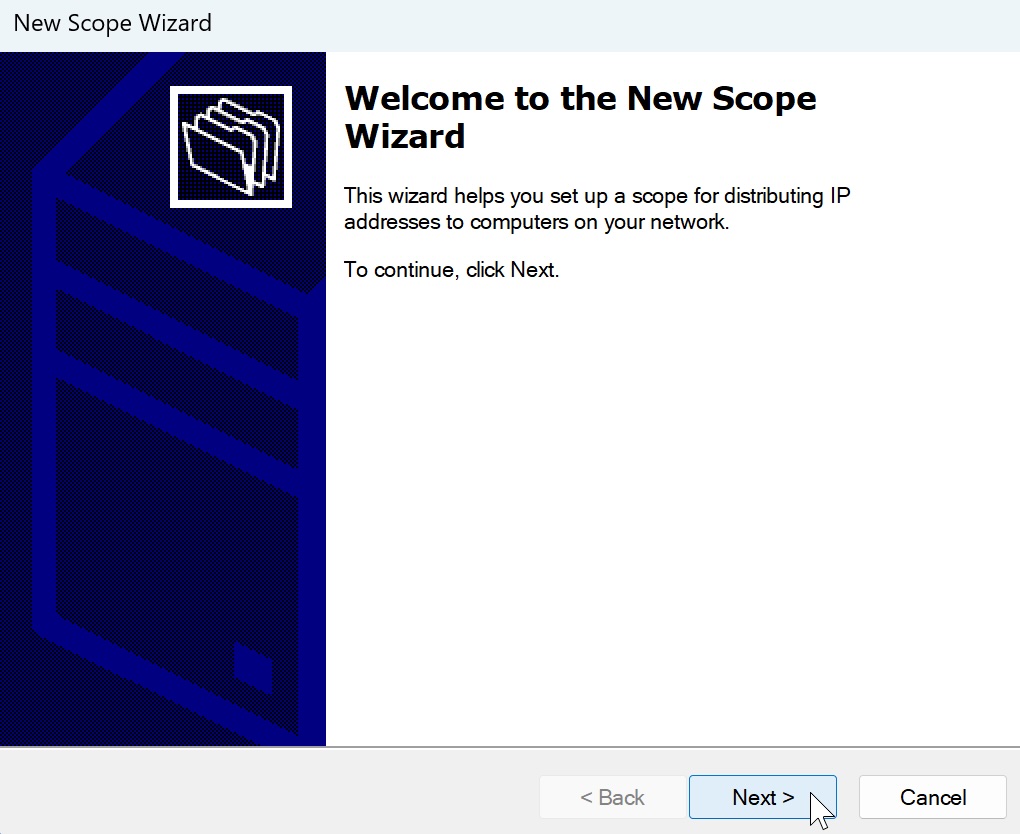 New Scope Wizard
Welcome to the New Scope
Wizard
This wizard helps you set up a scope for distributing IP
addresses to computers on your network.
To continue, click Next.
< Back
Next >
Cancel